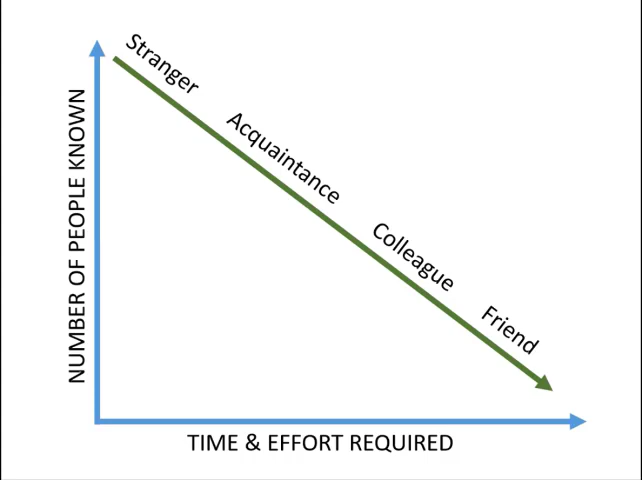 Stranger
Acquaintance
Colleague
Friend
NUMBER OF PEOPLE KNOWN
TIME & EFFORT REQUIRED